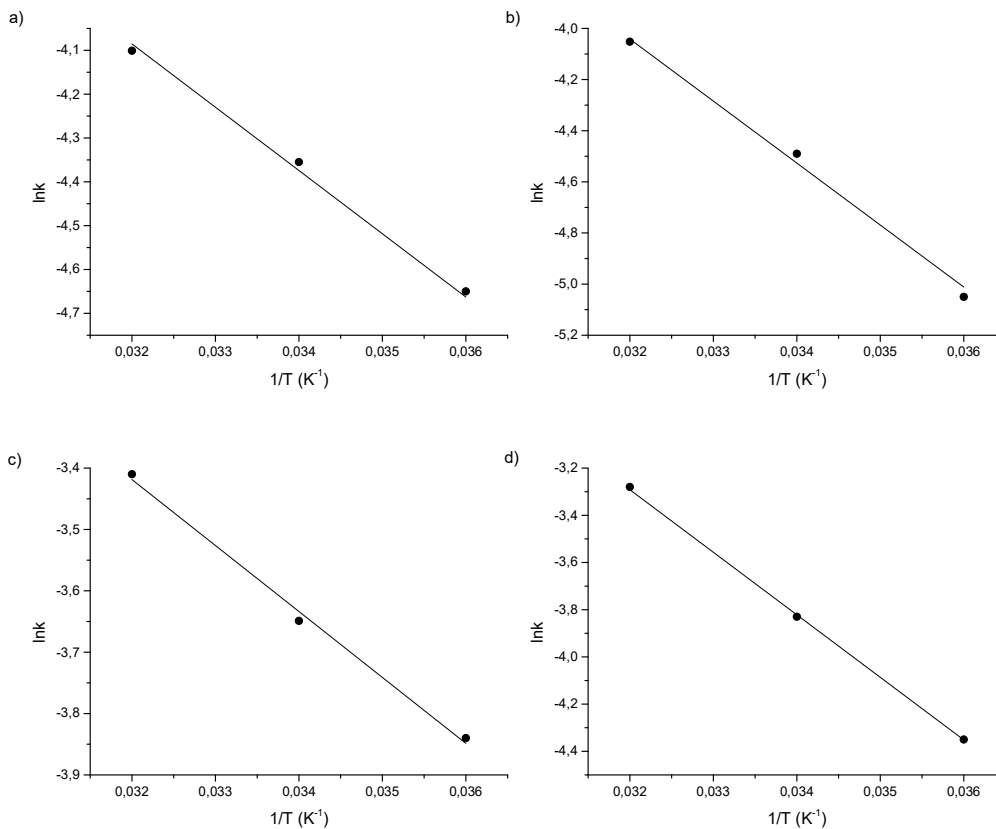 a)
-4,1
-4,2
-4,3
-4,4
-4,5
-4,6
-4,7
lnk
0,032 0,033 0,034 0,035 0,036
1/T (K⁻¹)
b)
-4,0
-4,2
-4,4
-4,6
-4,8
-5,0
-5,2
lnk
0,032 0,033 0,034 0,035 0,036
1/T (K⁻¹)
c)
-3,4
-3,5
-3,6
-3,7
-3,8
-3,9
lnk
0,032 0,033 0,034 0,035 0,036
1/T (K⁻¹)
d)
-3,2
-3,4
-3,6
-3,8
-4,0
-4,2
-4,4
lnk
0,032 0,033 0,034 0,035 0,036
1/T (K⁻¹)